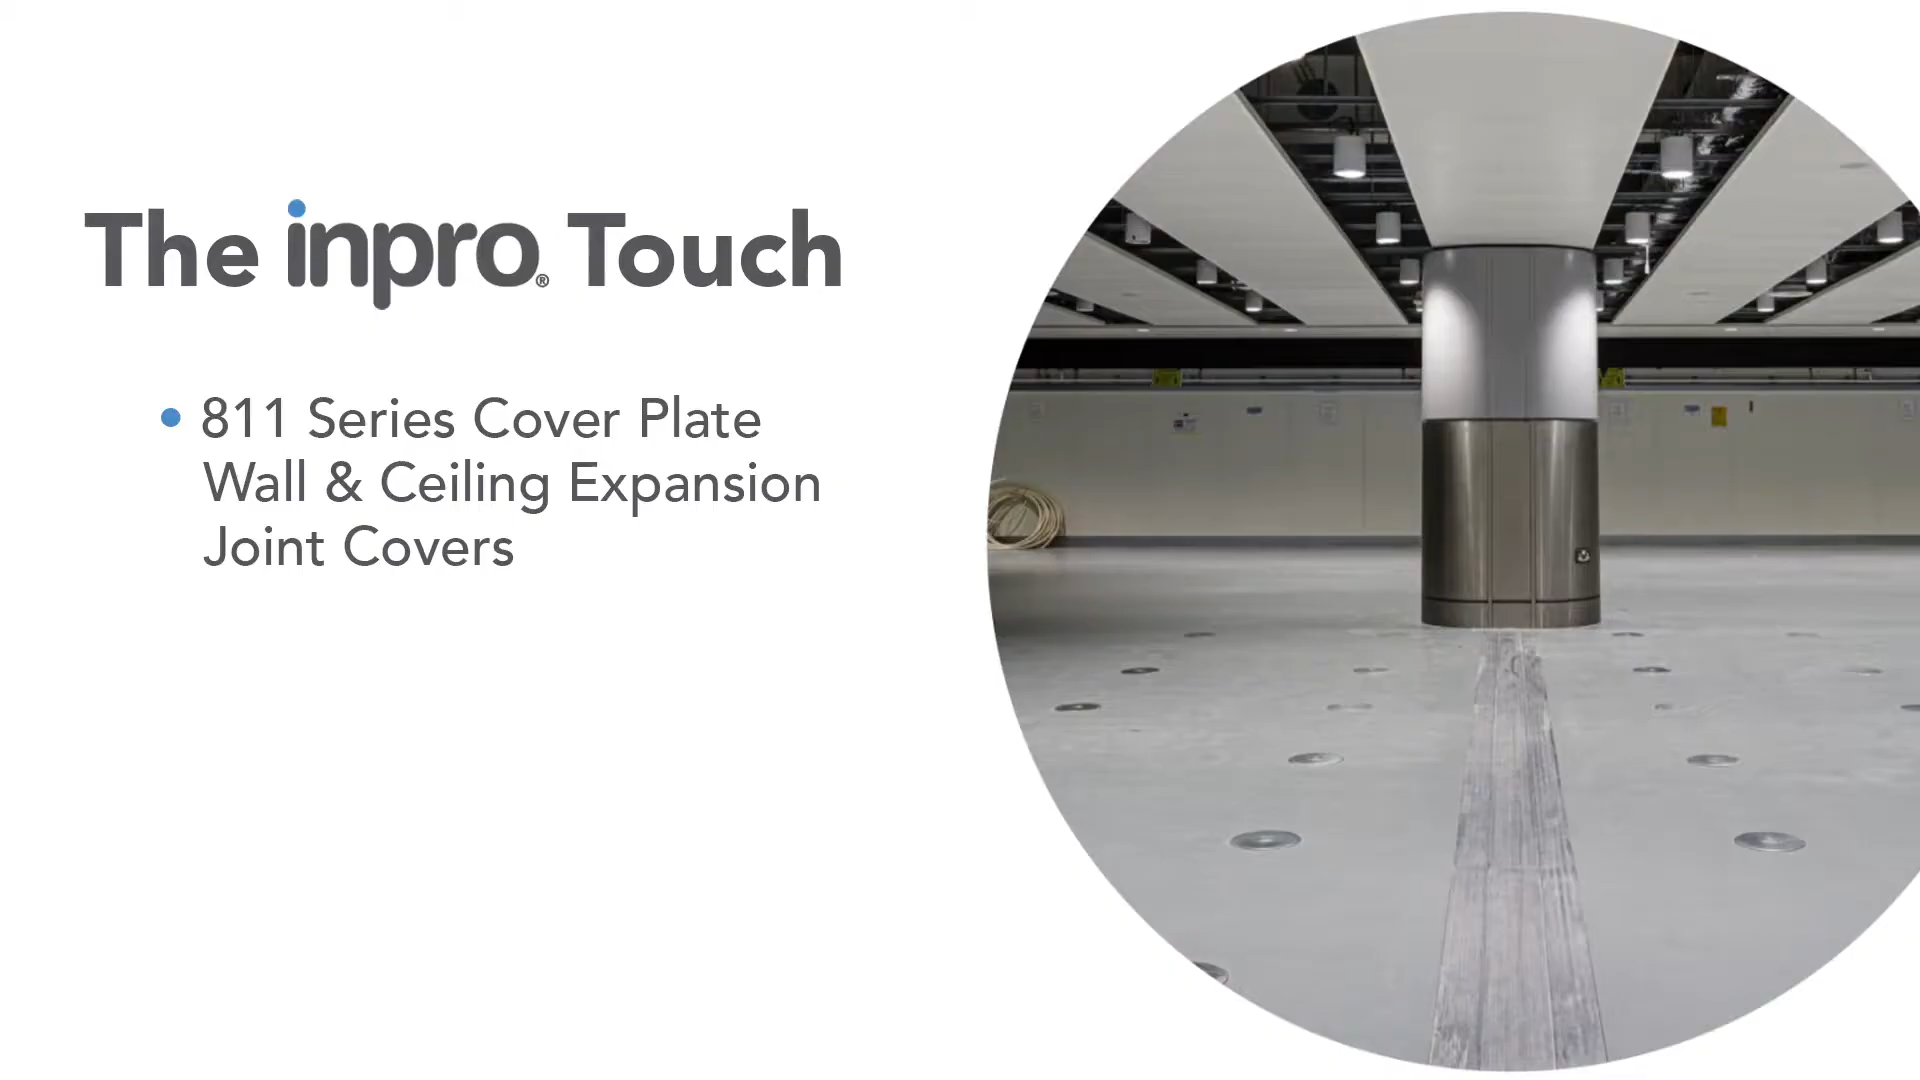 The inpro® Touch
• 811 Series Cover Plate
Wall & Ceiling Expansion
Joint Covers